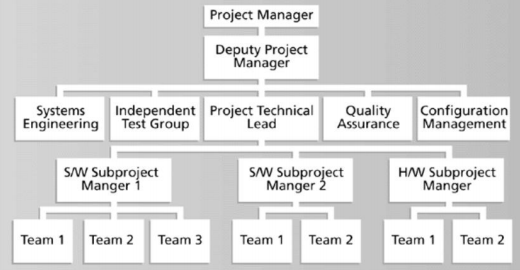 Project Manager
Deputy Project
Manager
Systems
Engineering
Independent
Test Group
Project Technical
Lead
Quality
Assurance
Configuration
Management
S/W Subproject
Manger 1
S/W Subproject
Manger 2
H/W Subproject
Manger
Team 1
Team 2
Team 3
Team 1
Team 2
Team 1
Team 2